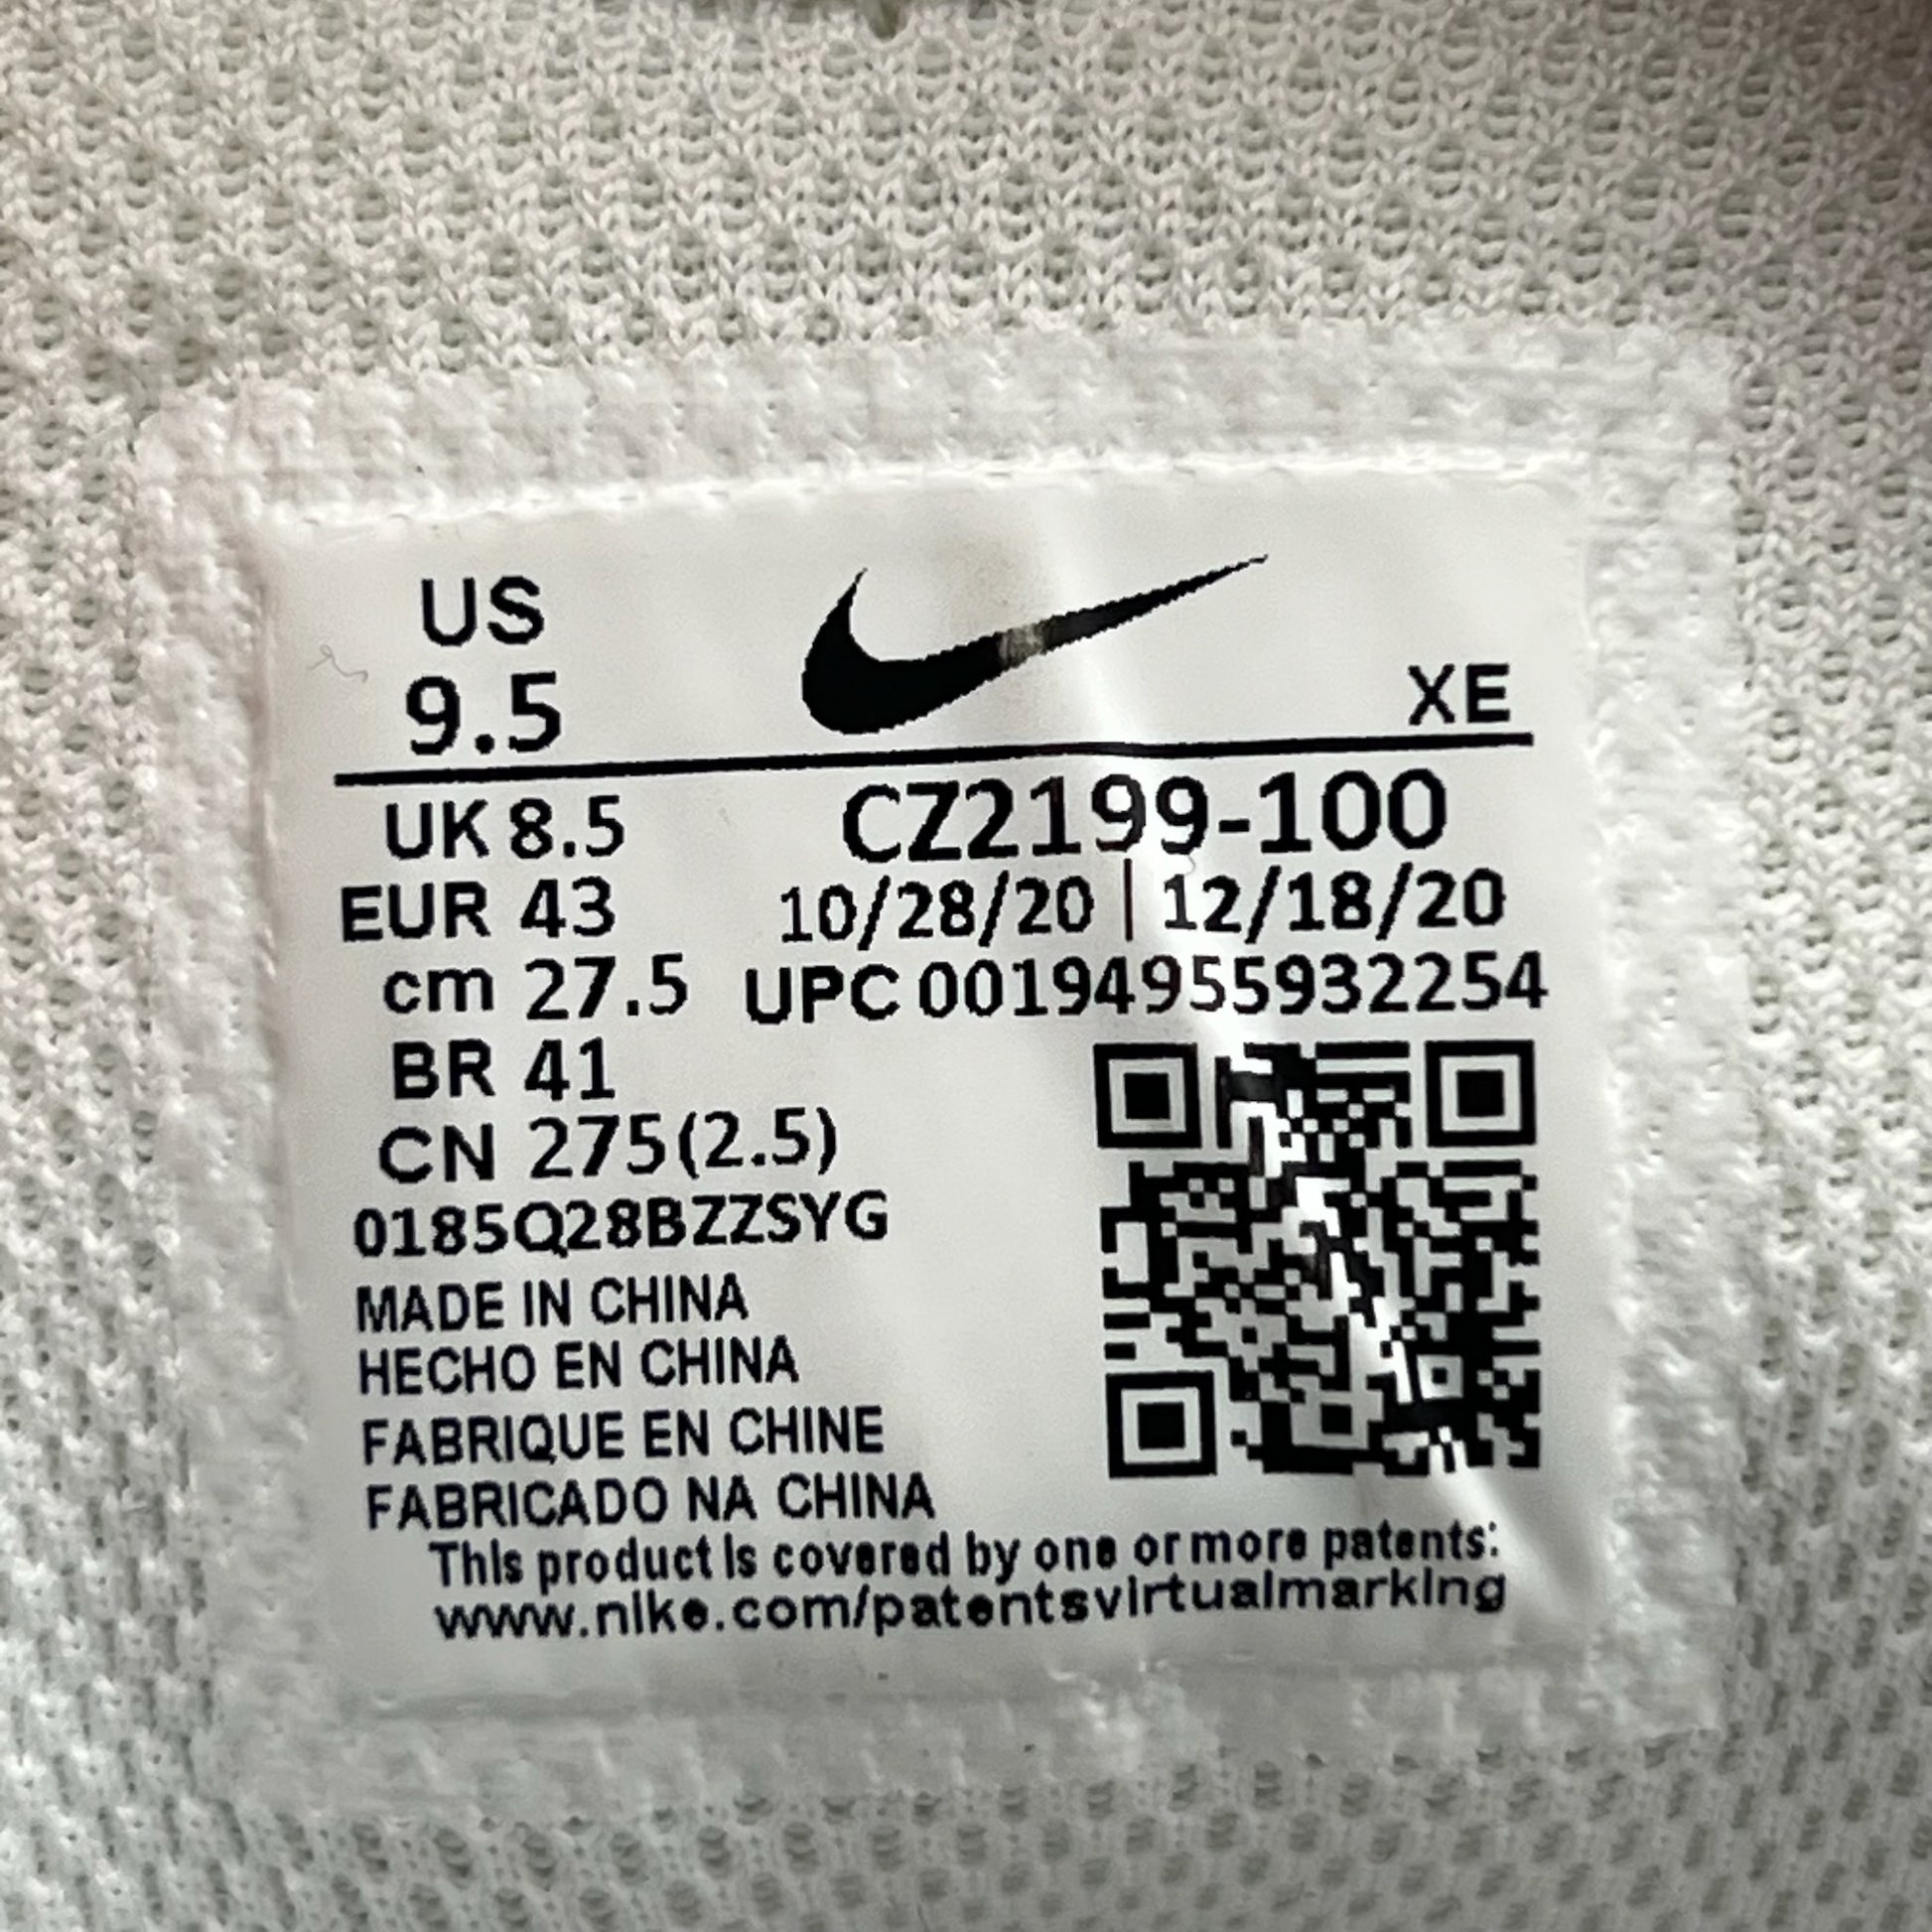 US
9.5
XE
UK 8.5
CZ2199-100
EUR 43
10/28/20 | 12/18/20
cm 27.5
UPC 00194955932254
BR 41
CN 275(2.5)
0185Q28BZZSYG
MADE IN CHINA
HECHO EN CHINA
FABRIQUE EN CHINE
FABRICADO NA CHINA
This product is covered by one or more patents:
www.nike.com/patentsvirtualmarking